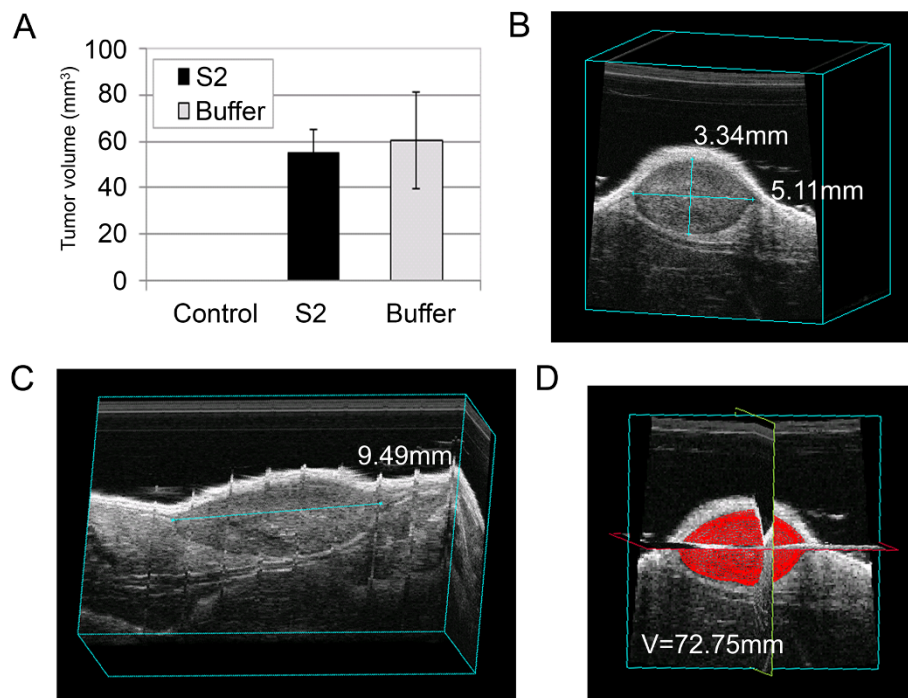 A
Tumor volume (mm³)
100
80
60
40
20
0
S2
Buffer
Control S2 Buffer
B
3.34mm
5.11mm
C
9.49mm
D
V=72.75mm